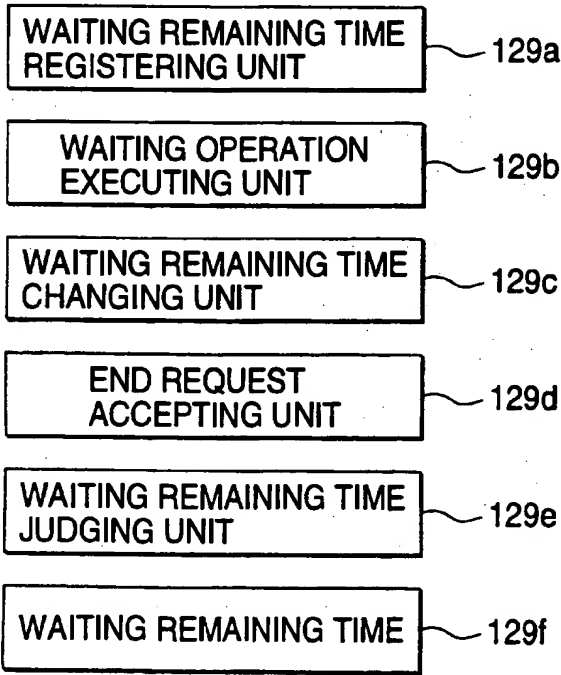 WAITING REMAINING TIME
REGISTERING UNIT
129a
WAITING OPERATION
EXECUTING UNIT
129b
WAITING REMAINING TIME
CHANGING UNIT
129c
END REQUEST
ACCEPTING UNIT
129d
WAITING REMAINING TIME
JUDGING UNIT
129e
WAITING REMAINING TIME
129f